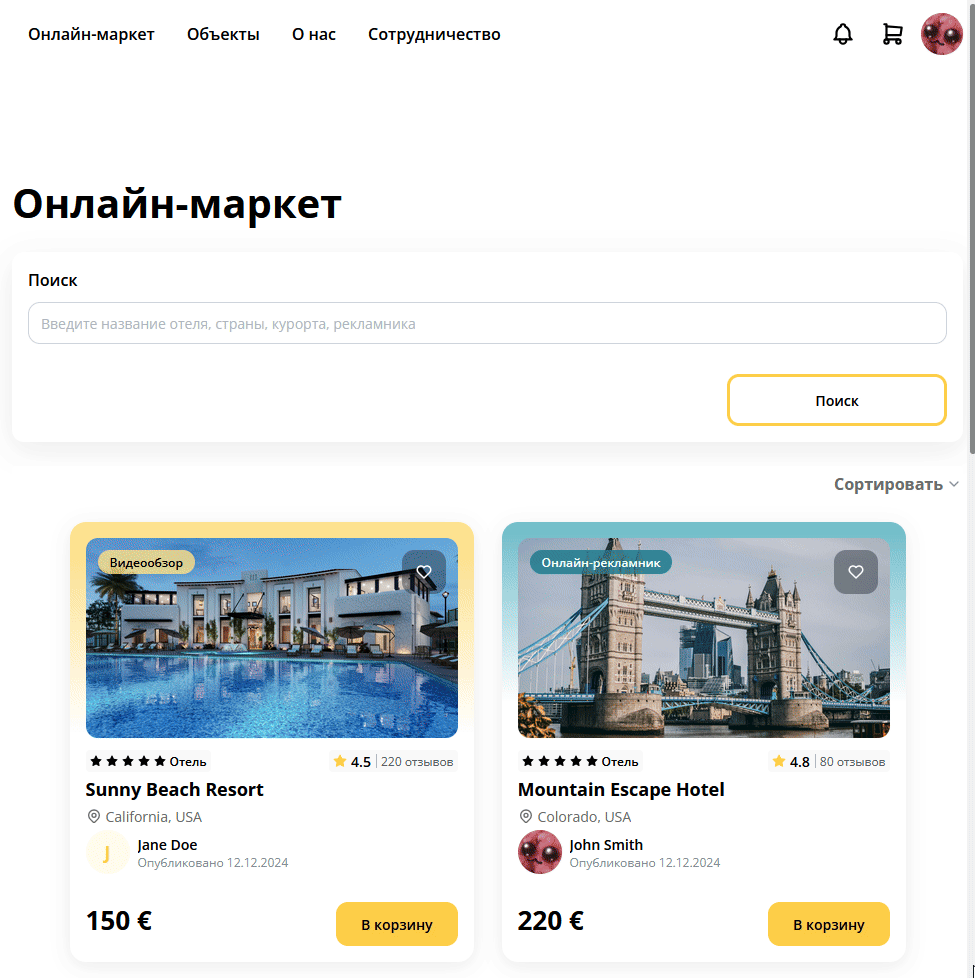 Онлайн-маркет Объекты О нас Сотрудничество
Онлайн-маркет
Поиск
Введите название отеля, страны, курорта, рекламника
Поиск
Сортировать
Видеообзор
Отель 4.5 220 отзывов
Sunny Beach Resort
California, USA
J
Jane Doe
Опубликовано 12.12.2024
150 € В корзину
Онлайн-рекламник
Отель 4.8 80 отзывов
Mountain Escape Hotel
Colorado, USA
John Smith
Опубликовано 12.12.2024
220 € В корзину